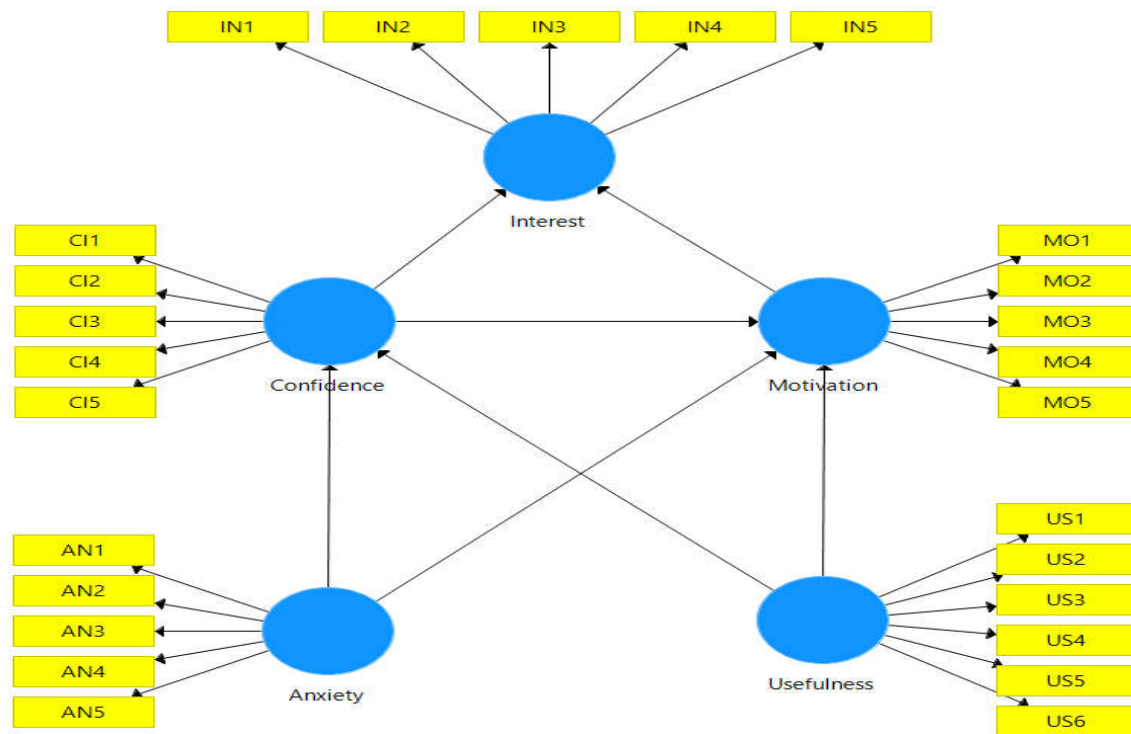 IN1
IN2
IN3
IN4
IN5
Interest
CI1
CI2
CI3
CI4
CI5
Confidence
MO1
MO2
MO3
MO4
MO5
Motivation
AN1
AN2
AN3
AN4
AN5
Anxiety
US1
US2
US3
US4
US5
US6
Usefulness